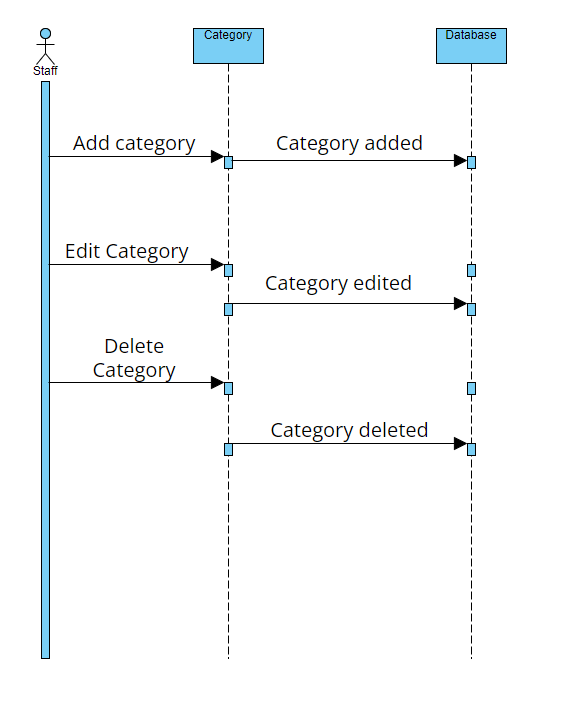 Category
Database
Staff
Add category
Category added
Edit Category
Category edited
Delete
Category
Category deleted